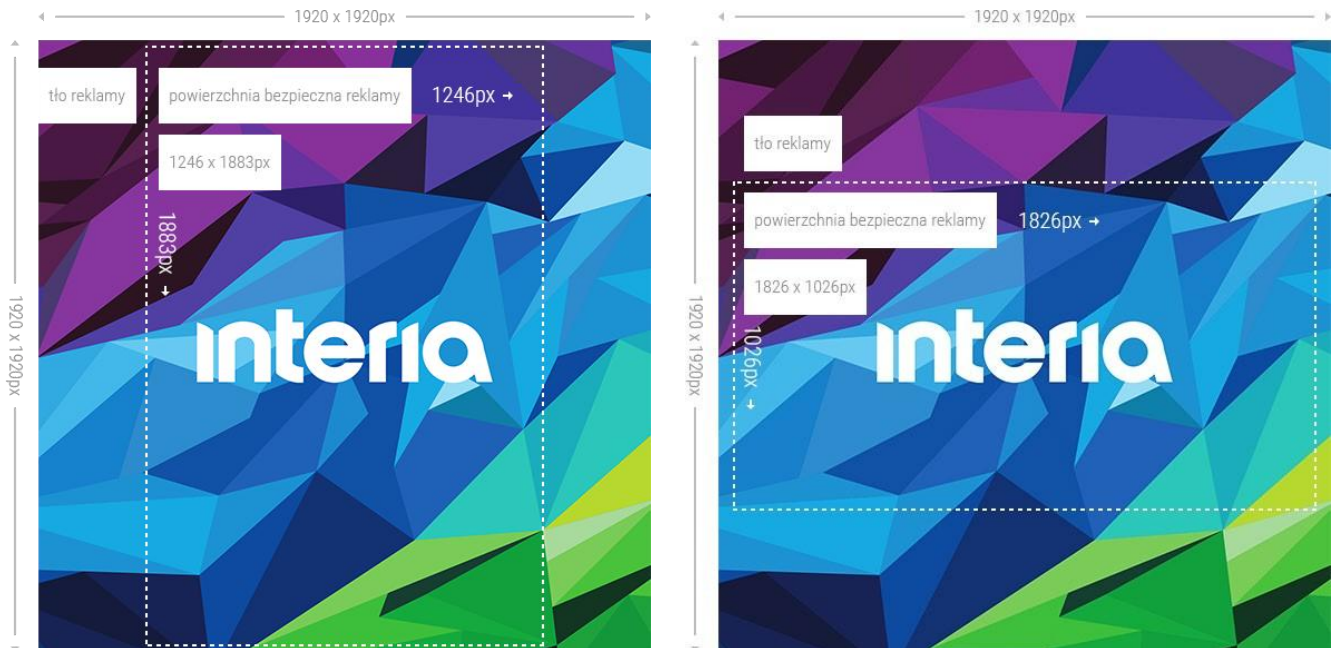 1920 x 1920px
tło reklamy
powierzchnia bezpieczna reklamy
1246px
1246 x 1883px
1883px
1920 x 1920px
interia
1920 x 1920px
tło reklamy
powierzchnia bezpieczna reklamy
1826px
1826 x 1026px
1026px
1920 x 1920px
interia